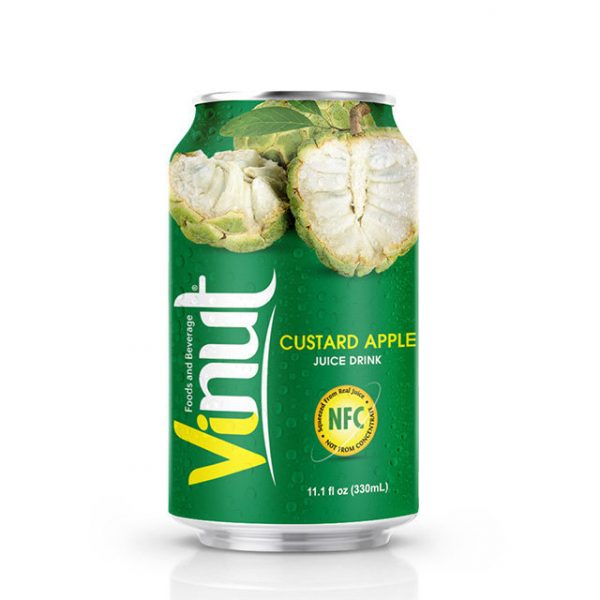 Vinut®
Foods and Beverage
CUSTARD APPLE
JUICE DRINK
Squeezed From Real Juice
NFC
NOT FROM CONCENTRATE
11.1 fl oz (330mL)